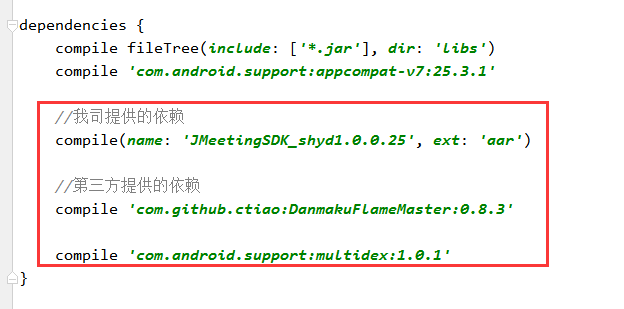 dependencies {
compile fileTree(include: ['*.jar'], dir: 'libs')
compile 'com.android.support:appcompat-v7:25.3.1'
//我司提供的依赖
compile(name: 'JMeetingSDK_shyd1.0.0.25', ext: 'aar')
//第三方提供的依赖
compile 'com.github.ctiao:DanmakuFlameMaster:0.8.3'
compile 'com.android.support:multidex:1.0.1'
}